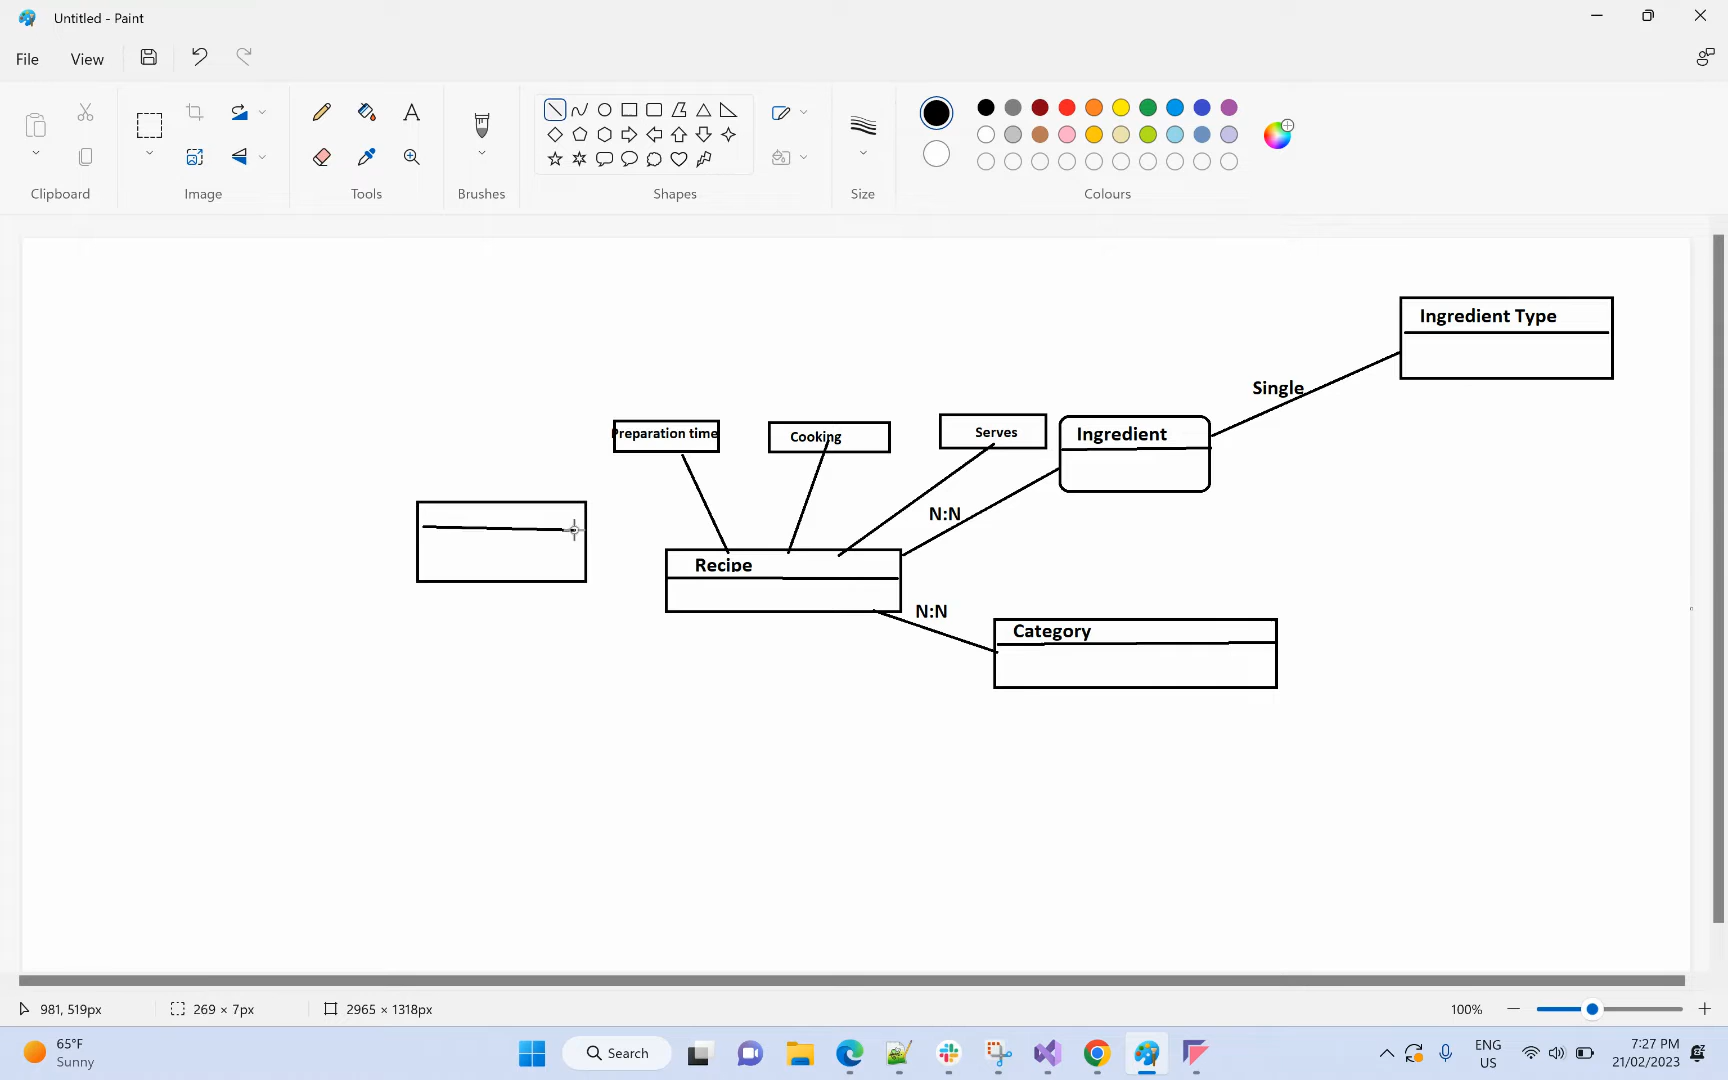 Untitled - Paint
File
View
Clipboard
Image
Tools
Brushes
Shapes
Size
Colours
Ingredient Type
Single
Preparation time
Cooking
Serves
Ingredient
N:N
Recipe
N:N
Category
981, 519px
269 × 7px
2965 × 1318px
100%
65°F
Sunny
Search
ENG
US
7:27 PM
21/02/2023